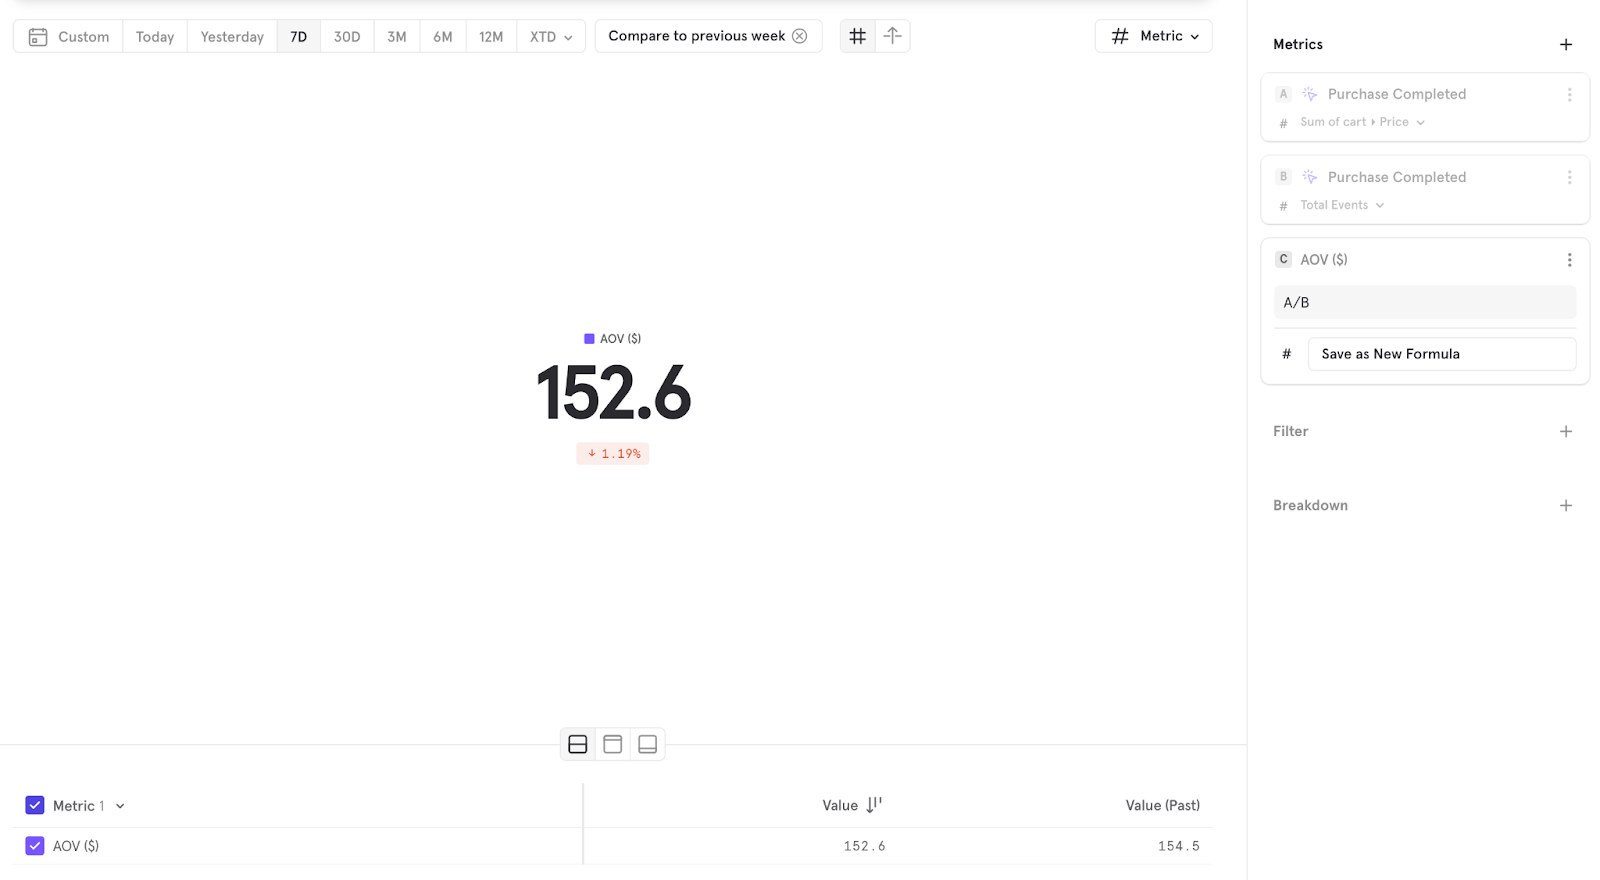 Custom Today Yesterday 7D 30D 3M 6M 12M XTD Compare to previous week # Metric
AOV ($)
152.6
↓ 1.19%
Metric 1 Value Value (Past)
AOV ($) 152.6 154.5
Metrics +
A Purchase Completed
# Sum of cart ▸ Price
B Purchase Completed
# Total Events
C AOV ($)
A/B
# Save as New Formula
Filter +
Breakdown +